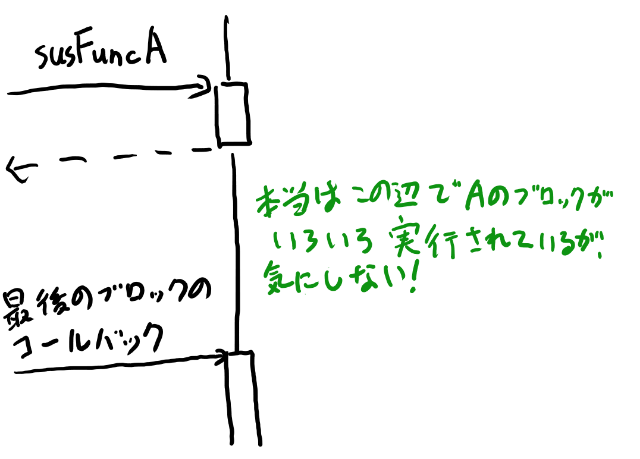 susFuncA
本当はこの辺でAのブロックが
いろいろ実行されているが、
気にしない!
最後のブロックの
コールバック